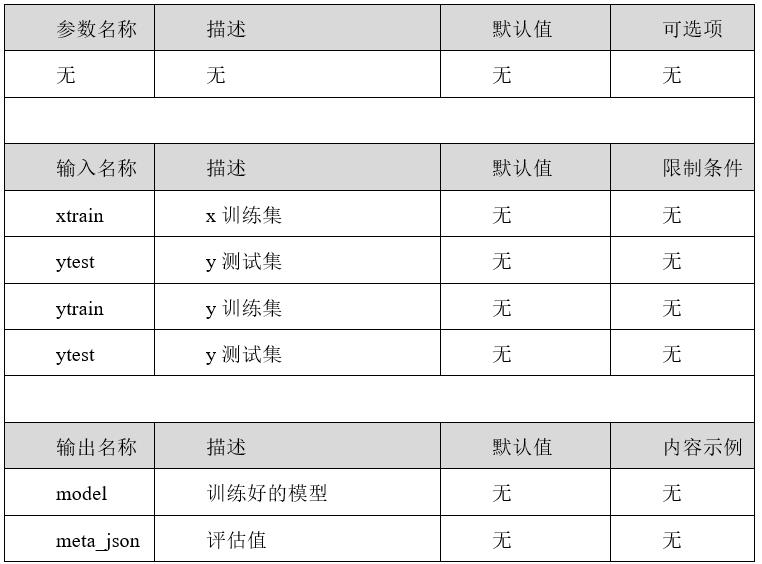 参数名称 描述 默认值 可选项
无 无 无 无
输入名称 描述 默认值 限制条件
xtrain x 训练集 无 无
ytest y 测试集 无 无
ytrain y 训练集 无 无
ytest y 测试集 无 无
输出名称 描述 默认值 内容示例
model 训练好的模型 无 无
meta_json 评估值 无 无